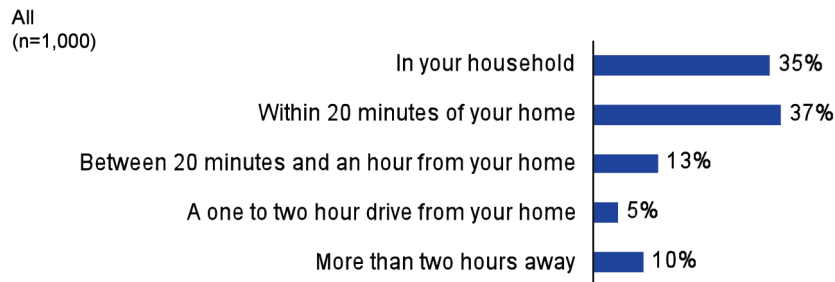 All
(n=1,000)
In your household 35%
Within 20 minutes of your home 37%
Between 20 minutes and an hour from your home 13%
A one to two hour drive from your home 5%
More than two hours away 10%